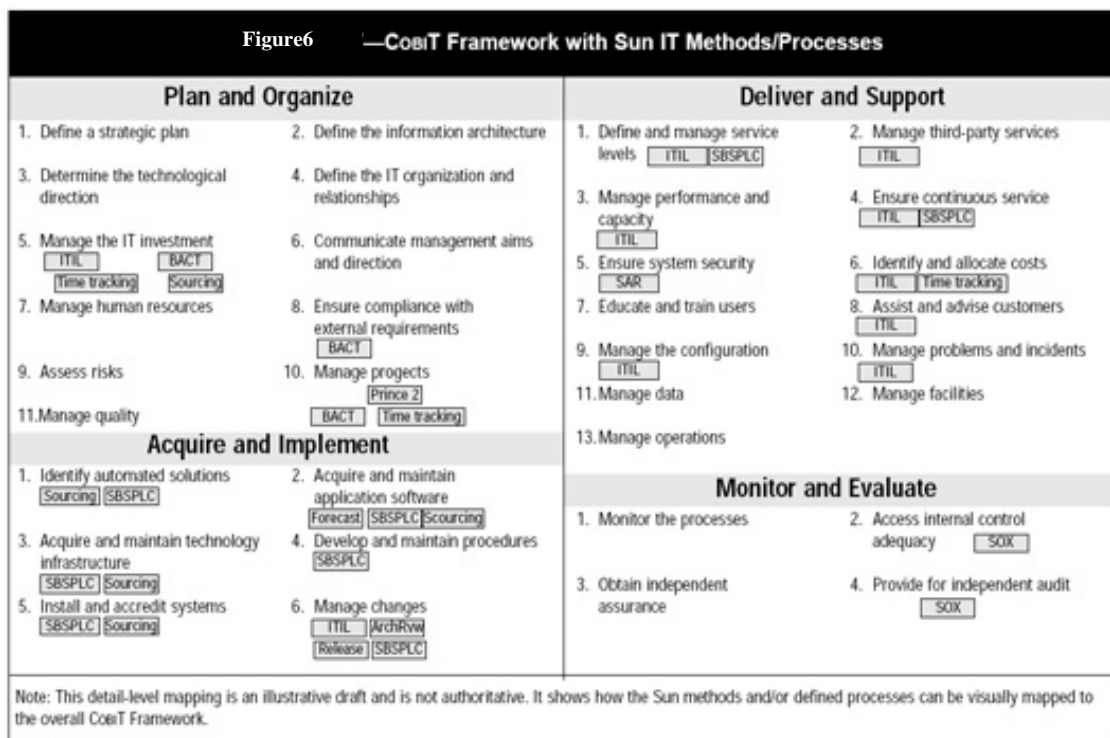 Figure6 —COBIT Framework with Sun IT Methods/Processes
Plan and Organize
1. Define a strategic plan
2. Define the information architecture
3. Determine the technological
direction
4. Define the IT organization and
relationships
5. Manage the IT investment
ITIL BACT
Time tracking Sourcing
6. Communicate management aims
and direction
7. Manage human resources
8. Ensure compliance with
external requirements
BACT
9. Assess risks
10. Manage progects
Prince 2
BACT Time tracking
11.Manage quality
Acquire and Implement
1. Identify automated solutions
Sourcing SBSPLC
2. Acquire and maintain
application software
Forecast SBSPLC Scourcing
3. Acquire and maintain technology
infrastructure
SBSPLC Sourcing
4. Develop and maintain procedures
SBSPLC
5. Install and accredit systems
SBSPLC Sourcing
6. Manage changes
ITIL ArchRvw
Release SBSPLC
Deliver and Support
1. Define and manage service
levels ITIL SBSPLC
2. Manage third-party services
ITIL
3. Manage performance and
capacity
ITIL
4. Ensure continuous service
ITIL SBSPLC
5. Ensure system security
SAR
6. Identify and allocate costs
ITIL Time tracking
7. Educate and train users
8. Assist and advise customers
ITIL
9. Manage the configuration
ITIL
10. Manage problems and incidents
ITIL
11.Manage data
12. Manage facilities
13.Manage operations
Monitor and Evaluate
1. Monitor the processes
2. Access internal control
adequacy SOX
3. Obtain independent
assurance
4. Provide for independent audit
SOX
Note: This detail-level mapping is an illustrative draft and is not authoritative. It shows how the Sun methods and/or defined processes can be visually mapped to
the overall COBIT Framework.